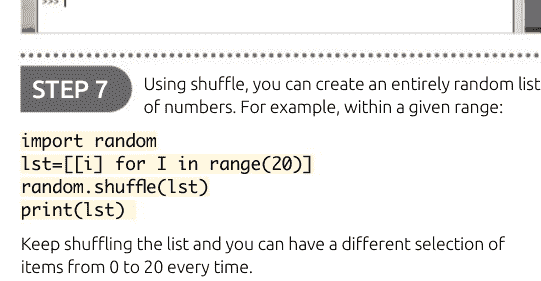 >>>
STEP 7
Using shuffle, you can create an entirely random list
of numbers. For example, within a given range:
import random
lst=[[i] for I in range(20)]
random.shuffle(lst)
print(lst)
Keep shuffling the list and you can have a different selection of
items from 0 to 20 every time.